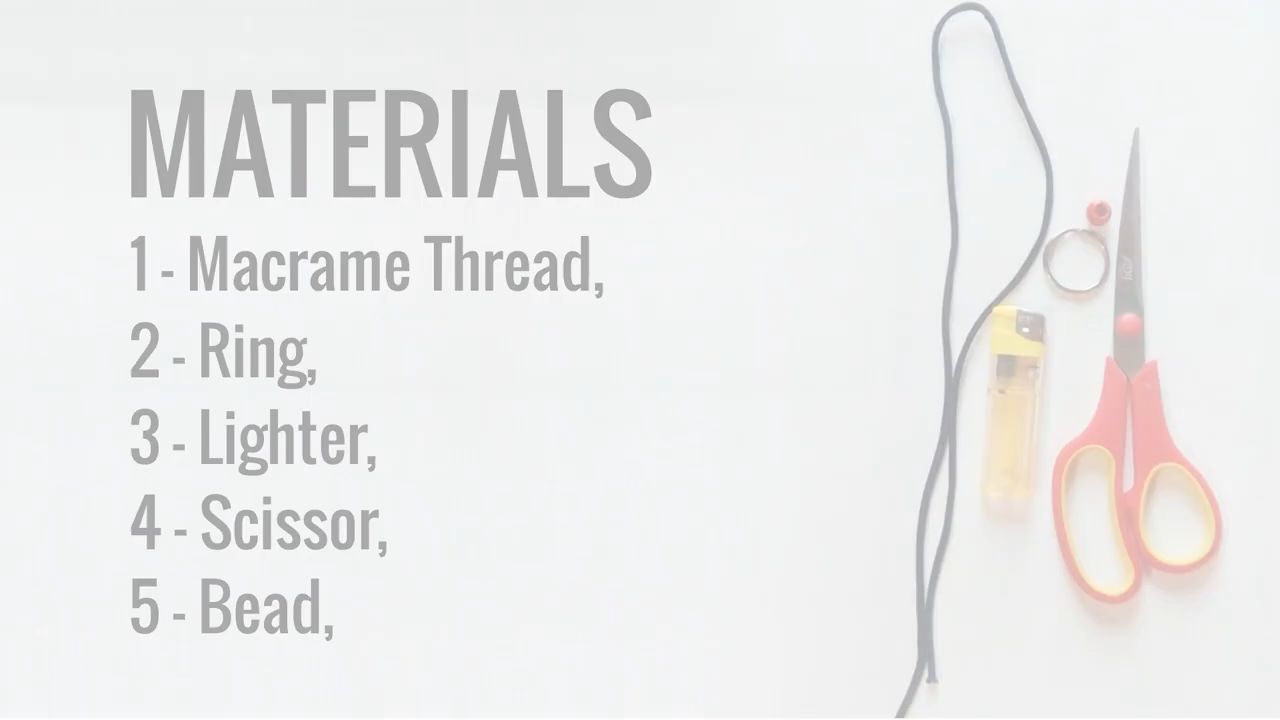 MATERIALS
1 - Macrame Thread,
2 - Ring,
3 - Lighter,
4 - Scissor,
5 - Bead,